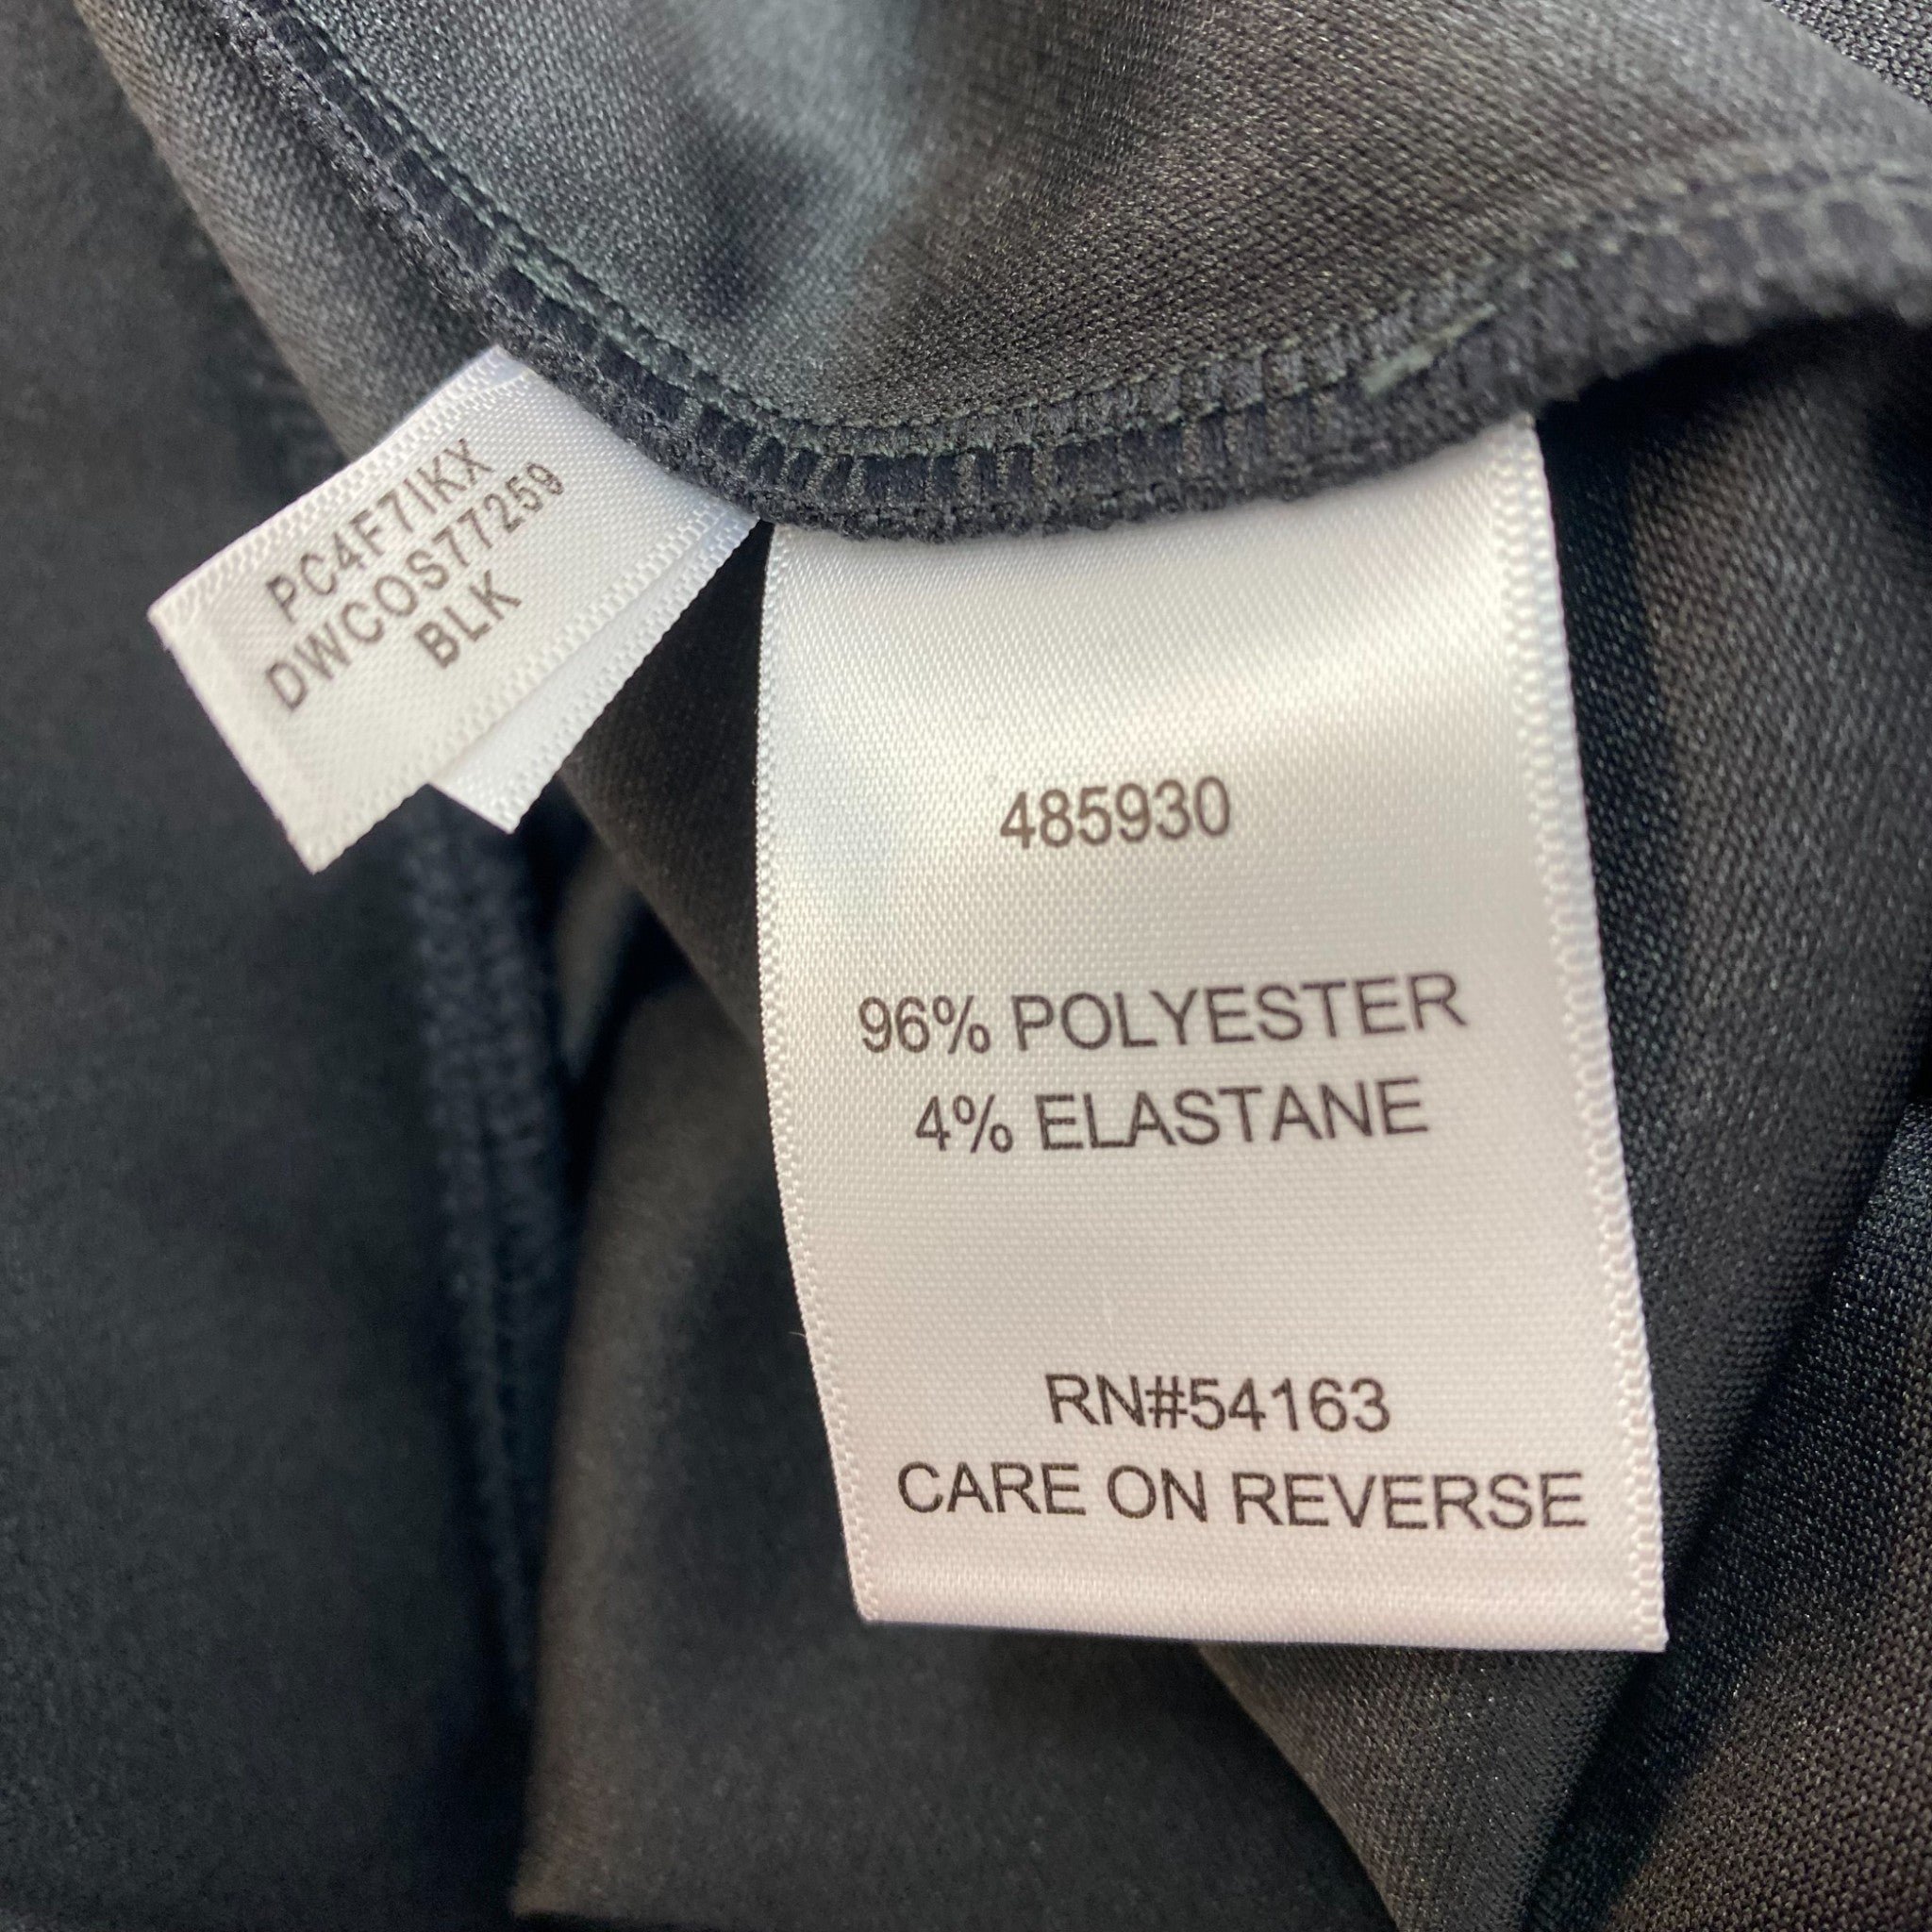 PC4F7IKX
DWCOS77259
BLK
485930
96% POLYESTER
4% ELASTANE
RN#54163
CARE ON REVERSE